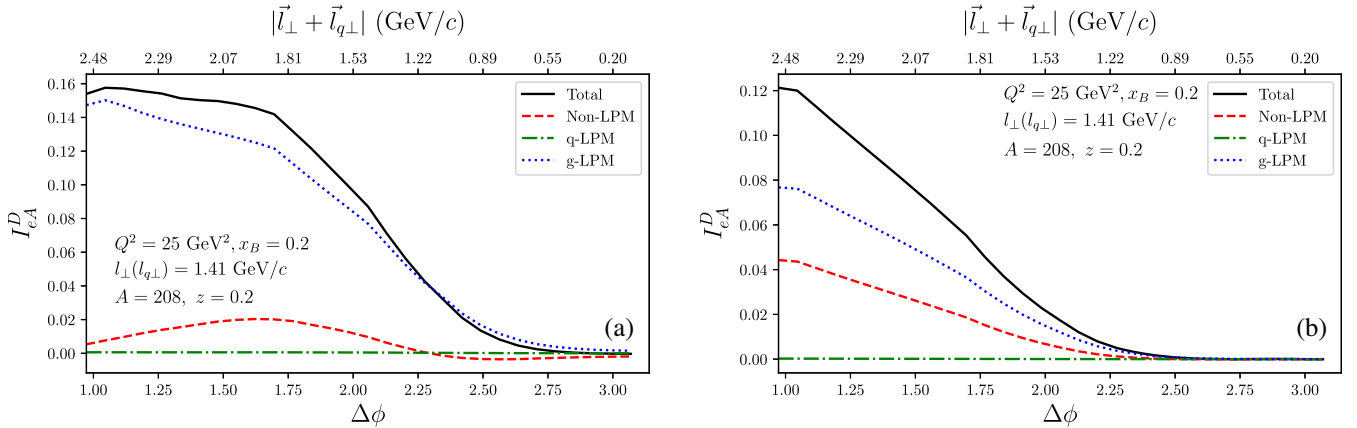 |l⃗⊥ + l⃗q⊥| (GeV/c)
2.48 2.29 2.07 1.81 1.53 1.22 0.89 0.55 0.20
0.16
0.14
0.12
0.10
0.08
0.06
0.04
0.02
0.00
I^D_eA
Total
Non-LPM
q-LPM
g-LPM
Q² = 25 GeV², x_B = 0.2
l⊥(lq⊥) = 1.41 GeV/c
A = 208, z = 0.2
(a)
1.00 1.25 1.50 1.75 2.00 2.25 2.50 2.75 3.00
Δϕ
|l⃗⊥ + l⃗q⊥| (GeV/c)
2.48 2.29 2.07 1.81 1.53 1.22 0.89 0.55 0.20
0.12
0.10
0.08
0.06
0.04
0.02
0.00
I^D_eA
Q² = 25 GeV², x_B = 0.2
l⊥(lq⊥) = 1.41 GeV/c
A = 208, z = 0.2
Total
Non-LPM
q-LPM
g-LPM
(b)
1.00 1.25 1.50 1.75 2.00 2.25 2.50 2.75 3.00
Δϕ